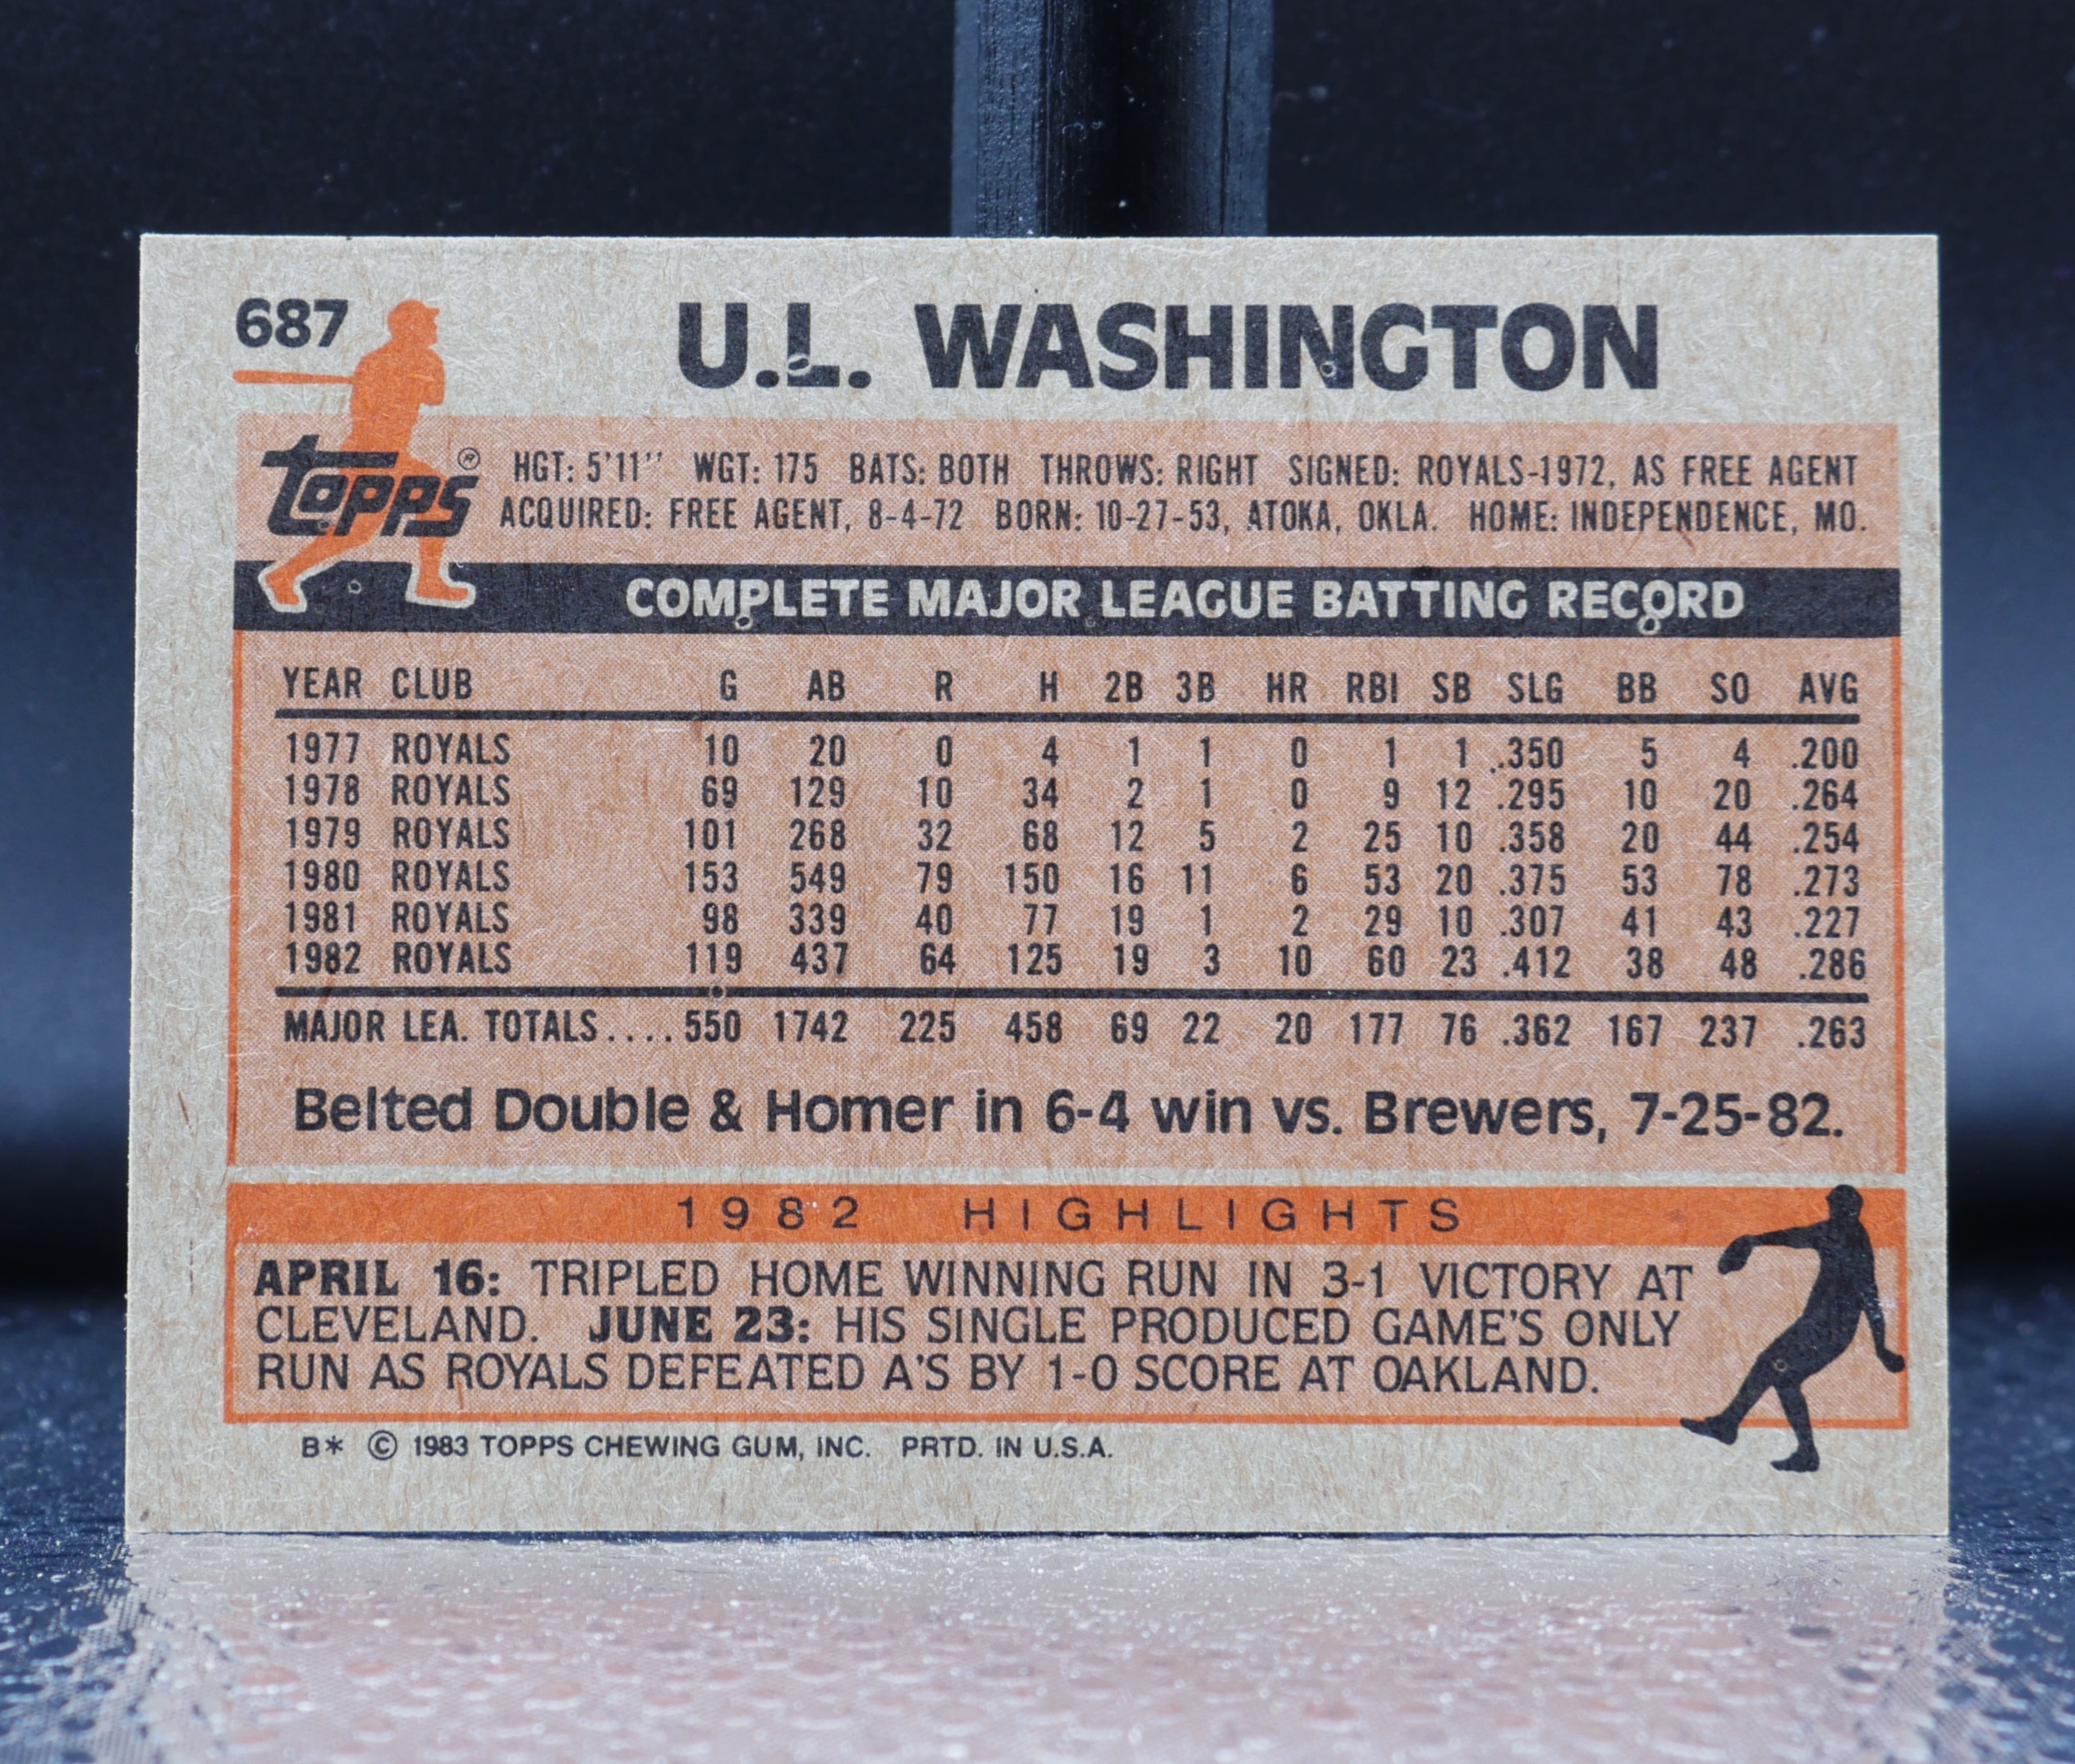 687
U.L. WASHINGTON
TOPPS ®
HGT: 5'11" WGT: 175 BATS: BOTH THROWS: RIGHT SIGNED: ROYALS-1972, AS FREE AGENT
ACQUIRED: FREE AGENT, 8-4-72 BORN: 10-27-53, ATOKA, OKLA. HOME: INDEPENDENCE, MO.
COMPLETE MAJOR LEAGUE BATTING RECORD
YEAR CLUB G AB R H 2B 3B HR RBI SB SLG BB SO AVG
1977 ROYALS 10 20 0 4 1 1 0 1 1 .350 5 4 .200
1978 ROYALS 69 129 10 34 2 1 0 9 12 .295 10 20 .264
1979 ROYALS 101 268 32 68 12 5 2 25 10 .358 20 44 .254
1980 ROYALS 153 549 79 150 16 11 6 53 20 .375 53 78 .273
1981 ROYALS 98 339 40 77 19 1 2 29 10 .307 41 43 .227
1982 ROYALS 119 437 64 125 19 3 10 60 23 .412 38 48 .286
MAJOR LEA. TOTALS.... 550 1742 225 458 69 22 20 177 76 .362 167 237 .263
Belted Double & Homer in 6-4 win vs. Brewers, 7-25-82.
1982 HIGHLIGHTS
APRIL 16: TRIPLED HOME WINNING RUN IN 3-1 VICTORY AT
CLEVELAND. JUNE 23: HIS SINGLE PRODUCED GAME'S ONLY
RUN AS ROYALS DEFEATED A'S BY 1-0 SCORE AT OAKLAND.
B* © 1983 TOPPS CHEWING GUM, INC. PRTD. IN U.S.A.